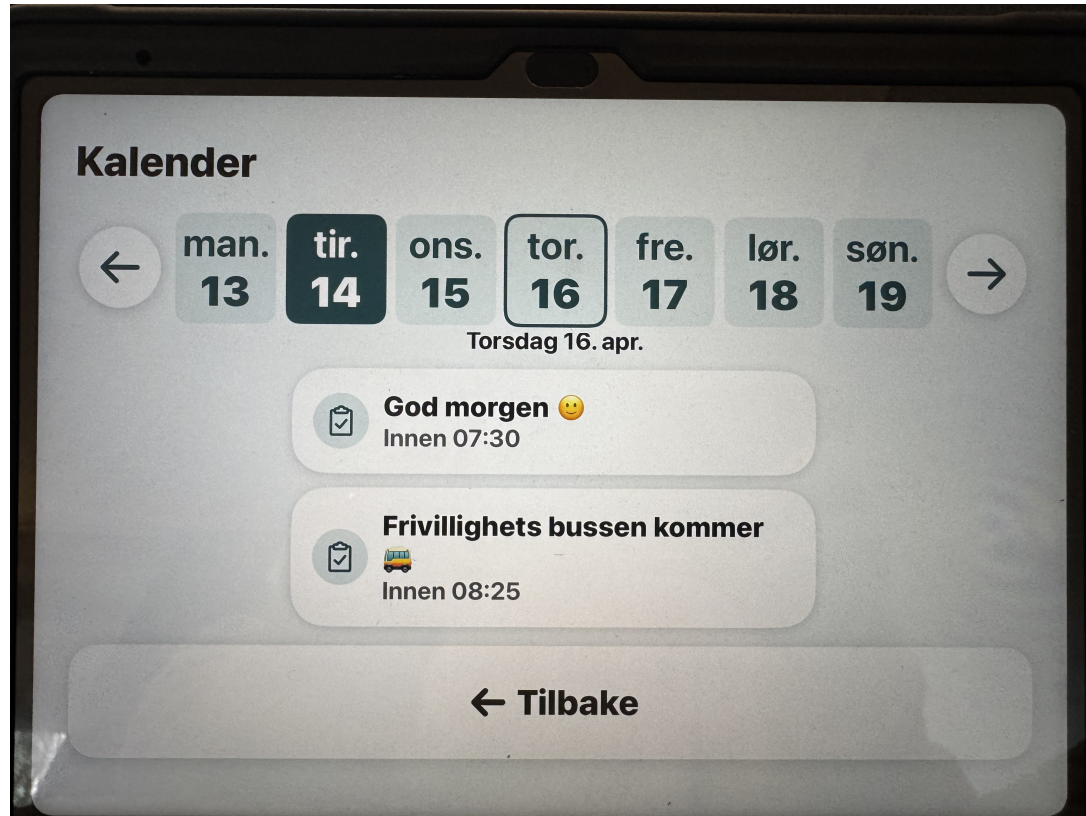 Kalender
man. tir. ons. tor. fre. lør. søn.
13 14 15 16 17 18 19
Torsdag 16. apr.
God morgen 🙂
Innen 07:30
Frivillighets bussen kommer
🚌
Innen 08:25
← Tilbake